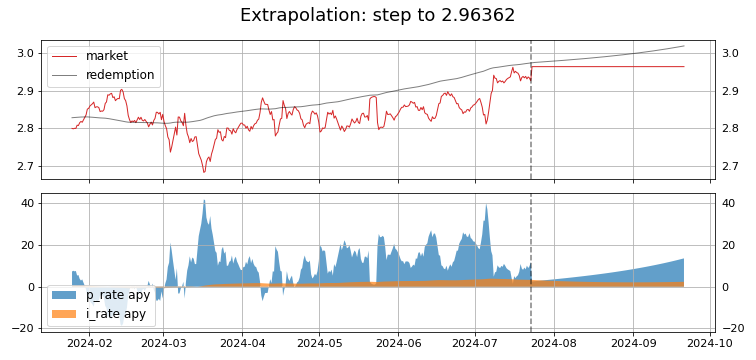 Extrapolation: step to 2.96362
3.0 3.0
2.9 2.9
2.8 2.8
2.7 2.7
market
redemption
40 40
20 20
0 0
−20 −20
p_rate apy
i_rate apy
2024-02 2024-03 2024-04 2024-05 2024-06 2024-07 2024-08 2024-09 2024-10